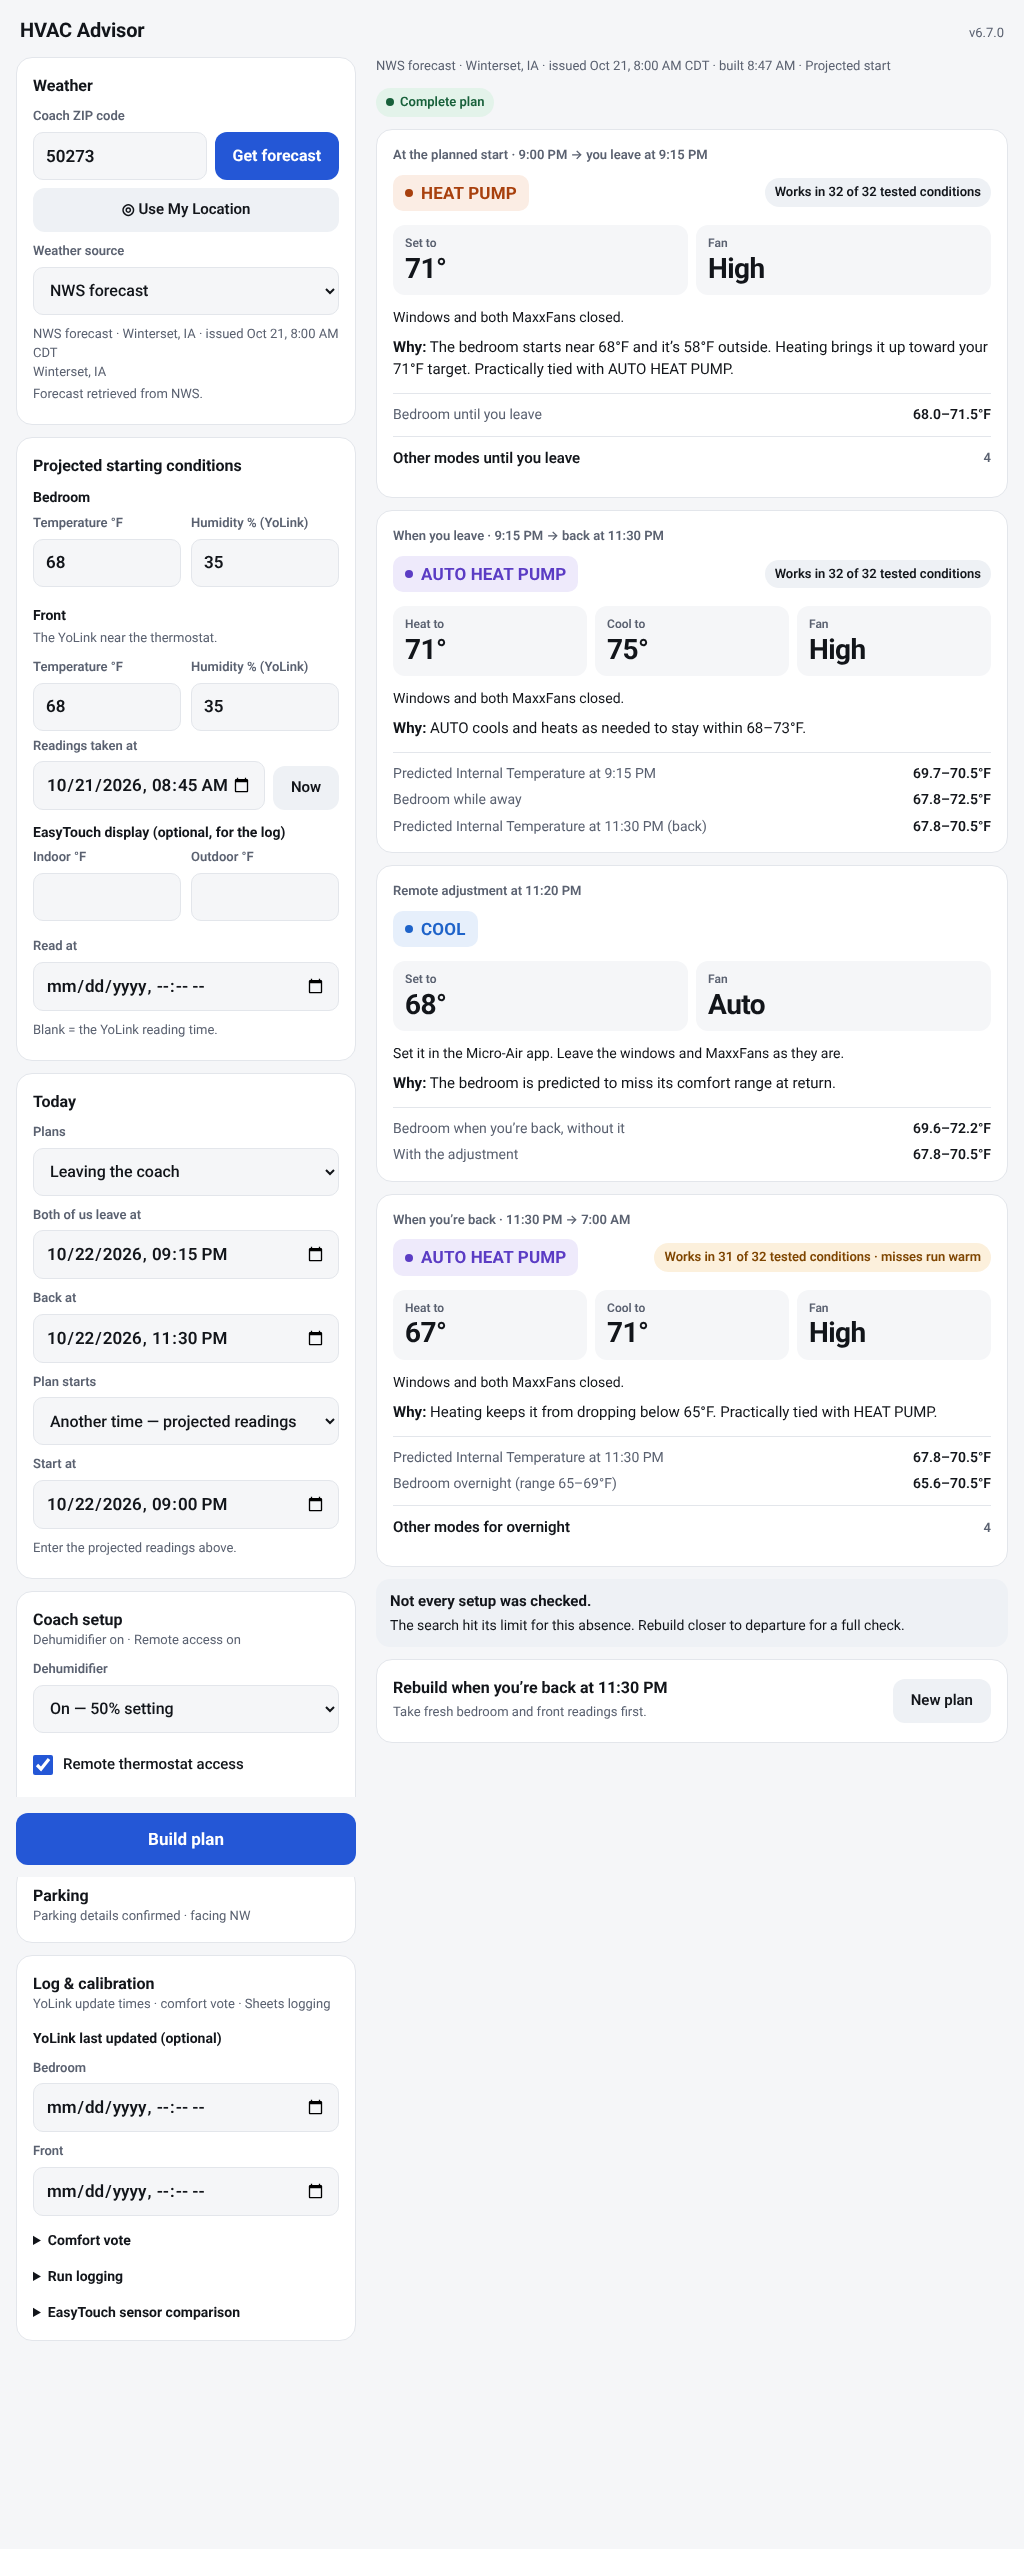 HVAC Advisor
v6.7.0
Weather
Coach ZIP code
50273
Get forecast
◎ Use My Location
Weather source
NWS forecast
NWS forecast · Winterset, IA · issued Oct 21, 8:00 AM
CDT
Winterset, IA
Forecast retrieved from NWS.
Projected starting conditions
Bedroom
Temperature °F
Humidity % (YoLink)
68
35
Front
The YoLink near the thermostat.
Temperature °F
Humidity % (YoLink)
68
35
Readings taken at
10/21/2026, 08:45 AM
Now
EasyTouch display (optional, for the log)
Indoor °F
Outdoor °F
Read at
mm/dd/yyyy, --:-- --
Blank = the YoLink reading time.
Today
Plans
Leaving the coach
Both of us leave at
10/22/2026, 09:15 PM
Back at
10/22/2026, 11:30 PM
Plan starts
Another time — projected readings
Start at
10/22/2026, 09:00 PM
Enter the projected readings above.
Coach setup
Dehumidifier on · Remote access on
Dehumidifier
On — 50% setting
Remote thermostat access
Build plan
Parking
Parking details confirmed · facing NW
Log & calibration
YoLink update times · comfort vote · Sheets logging
YoLink last updated (optional)
Bedroom
mm/dd/yyyy, --:-- --
Front
mm/dd/yyyy, --:-- --
Comfort vote
Run logging
EasyTouch sensor comparison
NWS forecast · Winterset, IA · issued Oct 21, 8:00 AM CDT · built 8:47 AM · Projected start
Complete plan
At the planned start · 9:00 PM → you leave at 9:15 PM
HEAT PUMP
Works in 32 of 32 tested conditions
Set to
71°
Fan
High
Windows and both MaxxFans closed.
Why: The bedroom starts near 68°F and it's 58°F outside. Heating brings it up toward your
71°F target. Practically tied with AUTO HEAT PUMP.
Bedroom until you leave
68.0–71.5°F
Other modes until you leave
4
When you leave · 9:15 PM → back at 11:30 PM
AUTO HEAT PUMP
Works in 32 of 32 tested conditions
Heat to
71°
Cool to
75°
Fan
High
Windows and both MaxxFans closed.
Why: AUTO cools and heats as needed to stay within 68–73°F.
Predicted Internal Temperature at 9:15 PM
69.7–70.5°F
Bedroom while away
67.8–72.5°F
Predicted Internal Temperature at 11:30 PM (back)
67.8–70.5°F
Remote adjustment at 11:20 PM
COOL
Set to
68°
Fan
Auto
Set it in the Micro-Air app. Leave the windows and MaxxFans as they are.
Why: The bedroom is predicted to miss its comfort range at return.
Bedroom when you're back, without it
69.6–72.2°F
With the adjustment
67.8–70.5°F
When you're back · 11:30 PM → 7:00 AM
AUTO HEAT PUMP
Works in 31 of 32 tested conditions · misses run warm
Heat to
67°
Cool to
71°
Fan
High
Windows and both MaxxFans closed.
Why: Heating keeps it from dropping below 65°F. Practically tied with HEAT PUMP.
Predicted Internal Temperature at 11:30 PM
67.8–70.5°F
Bedroom overnight (range 65–69°F)
65.6–70.5°F
Other modes for overnight
4
Not every setup was checked.
The search hit its limit for this absence. Rebuild closer to departure for a full check.
Rebuild when you're back at 11:30 PM
Take fresh bedroom and front readings first.
New plan